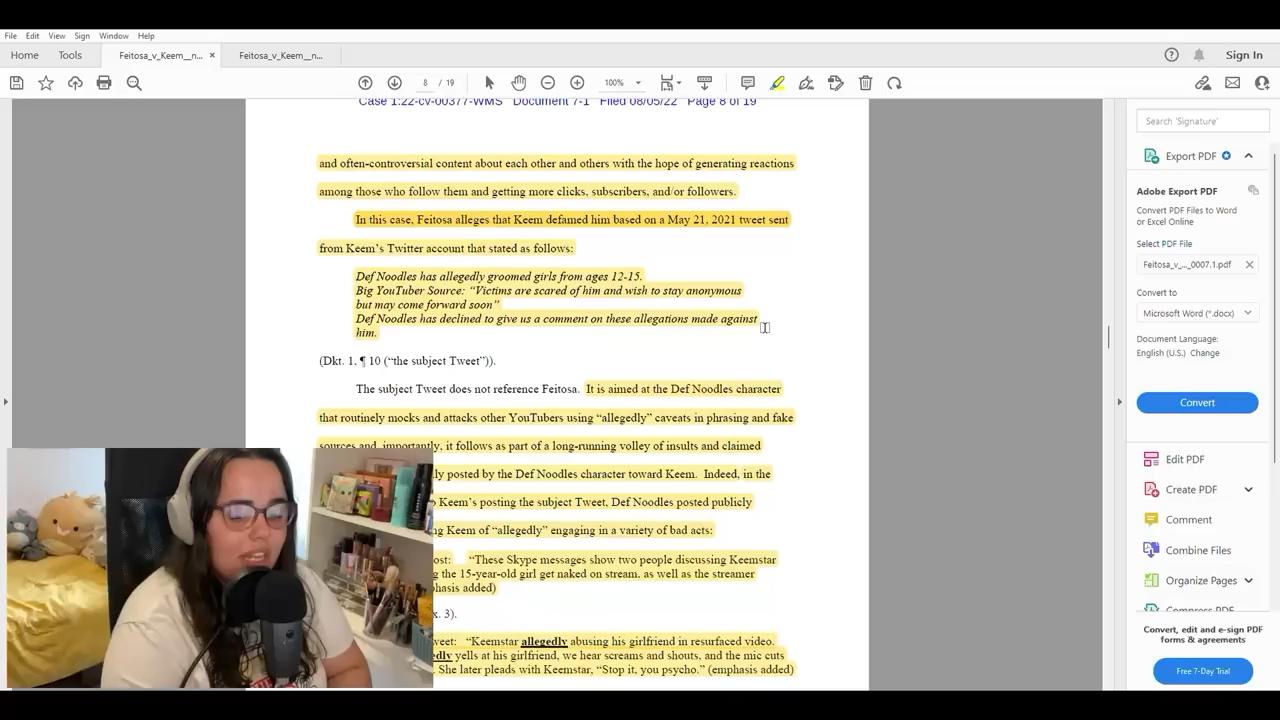 File Edit View Sign Window Help
Home Tools Feitosa_v_Keem__n... × Feitosa_v_Keem__n... Sign In
8 / 19 100%
Case 1:22-cv-00377-WMS Document 7-1 Filed 08/05/22 Page 8 of 19
and often-controversial content about each other and others with the hope of generating reactions
among those who follow them and getting more clicks, subscribers, and/or followers.
In this case, Feitosa alleges that Keem defamed him based on a May 21, 2021 tweet sent
from Keem's Twitter account that stated as follows:
Def Noodles has allegedly groomed girls from ages 12-15.
Big YouTuber Source: "Victims are scared of him and wish to stay anonymous
but may come forward soon"
Def Noodles has declined to give us a comment on these allegations made against
him.
(Dkt. 1, ¶ 10 ("the subject Tweet")).
The subject Tweet does not reference Feitosa. It is aimed at the Def Noodles character
that routinely mocks and attacks other YouTubers using "allegedly" caveats in phrasing and fake
sources and, importantly, it follows as part of a long-running volley of insults and claimed
posted by the Def Noodles character toward Keem. Indeed, in the
Keem's posting the subject Tweet, Def Noodles posted publicly
Keem of "allegedly" engaging in a variety of bad acts:
"These Skype messages show two people discussing Keemstar
the 15-year-old girl get naked on stream, as well as the streamer
added)
3).
"Keemstar allegedly abusing his girlfriend in resurfaced video.
yells at his girlfriend, we hear screams and shouts, and the mic cuts
She later pleads with Keemstar, "Stop it, you psycho." (emphasis added)
Search 'Signature'
Export PDF
Adobe Export PDF
Convert PDF Files to Word
or Excel Online
Select PDF File
Feitosa_v_..._0007.1.pdf ×
Convert to
Microsoft Word (*.docx)
Document Language:
English (U.S.) Change
Convert
Edit PDF
Create PDF
Comment
Combine Files
Organize Pages
Compress PDF
Convert, edit and e-sign PDF
forms & agreements
Free 7-Day Trial